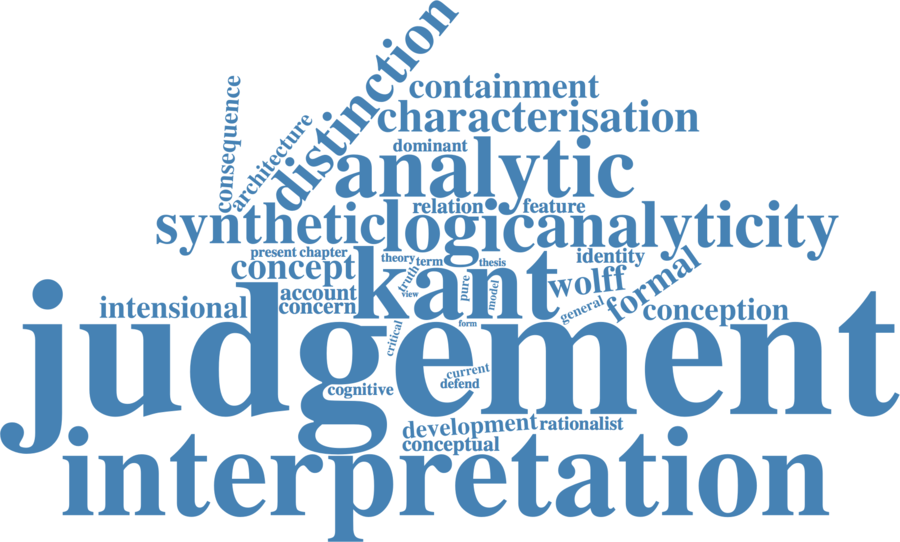 distinction
consequence
containment
architecture
characterisation
dominant
analytic
relation feature
synthetic logic analyticity
present chapter theory term thesis identity
concept kant wolff formal
truth view pure model
intensional account general conception
concern
judgement
critical form
current
cognitive defend
development rationalist
conceptual
interpretation